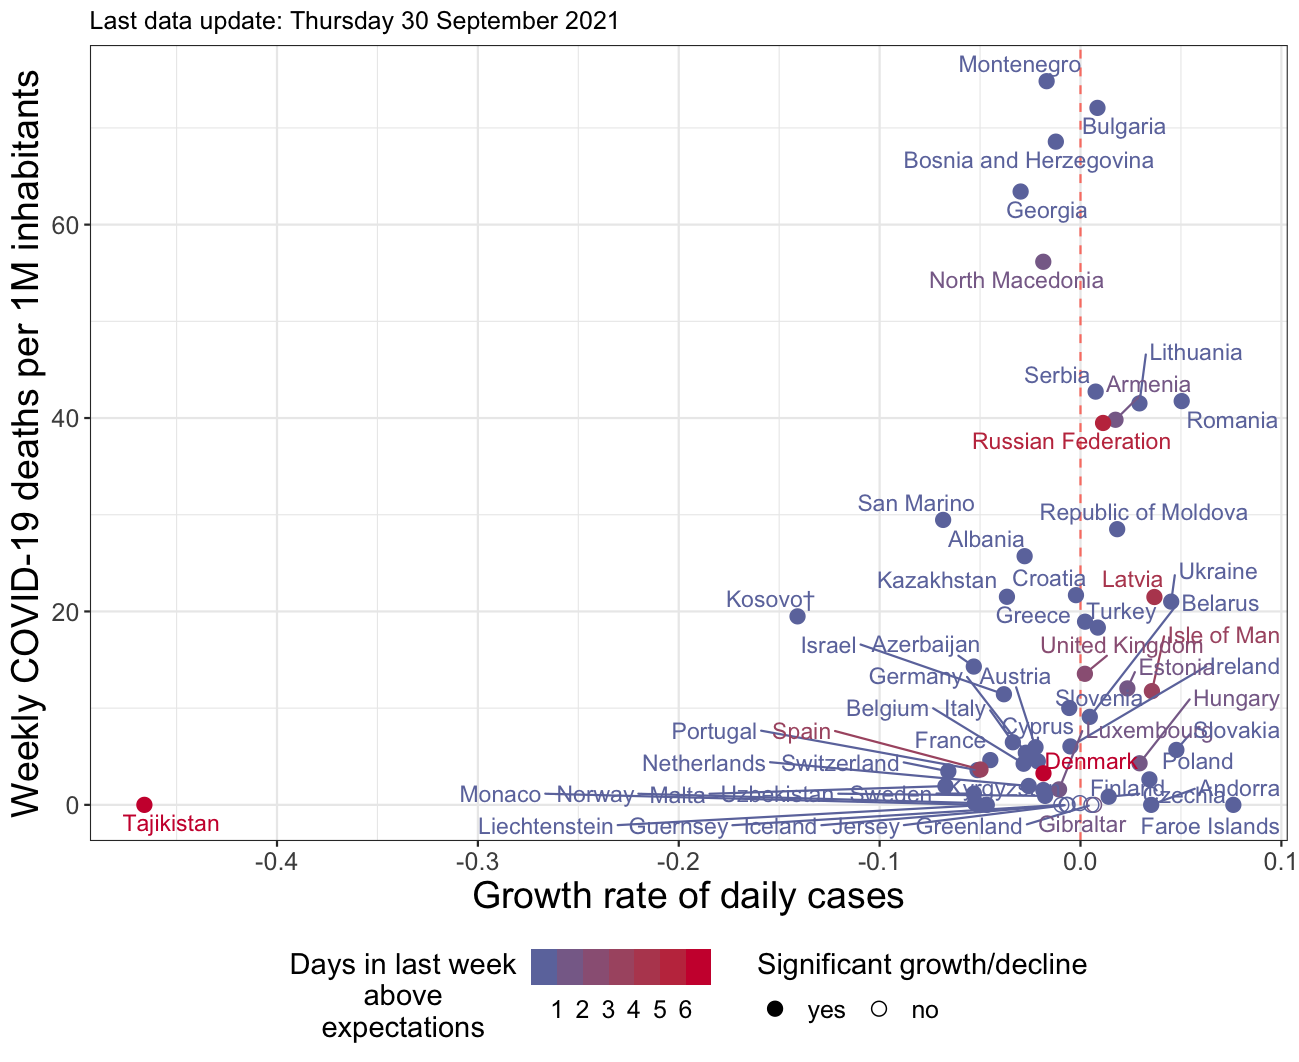 Last data update: Thursday 30 September 2021
Weekly COVID-19 deaths per 1M inhabitants
60
40
20
0
Montenegro
Bulgaria
Bosnia and Herzegovina
Georgia
North Macedonia
Lithuania
Serbia
Armenia
Romania
Russian Federation
San Marino
Republic of Moldova
Albania
Ukraine
Kazakhstan
Croatia
Latvia
Kosovo†
Belarus
Greece
Turkey
Isle of Man
Israel
Azerbaijan
United Kingdom
Germany
Austria
Estonia
Ireland
Belgium
Italy
Slovenia
Hungary
Portugal
Spain
France
Cyprus
Luxembourg
Slovakia
Netherlands
Switzerland
Denmark
Poland
Monaco
Norway
Malta
Uzbekistan
Sweden
Finland
Czechia
Andorra
Tajikistan
Liechtenstein
Guernsey
Iceland
Jersey
Greenland
Gibraltar
Faroe Islands
-0.4
-0.3
-0.2
-0.1
0.0
0.1
Growth rate of daily cases
Days in last week
above
expectations
1 2 3 4 5 6
Significant growth/decline
yes
no